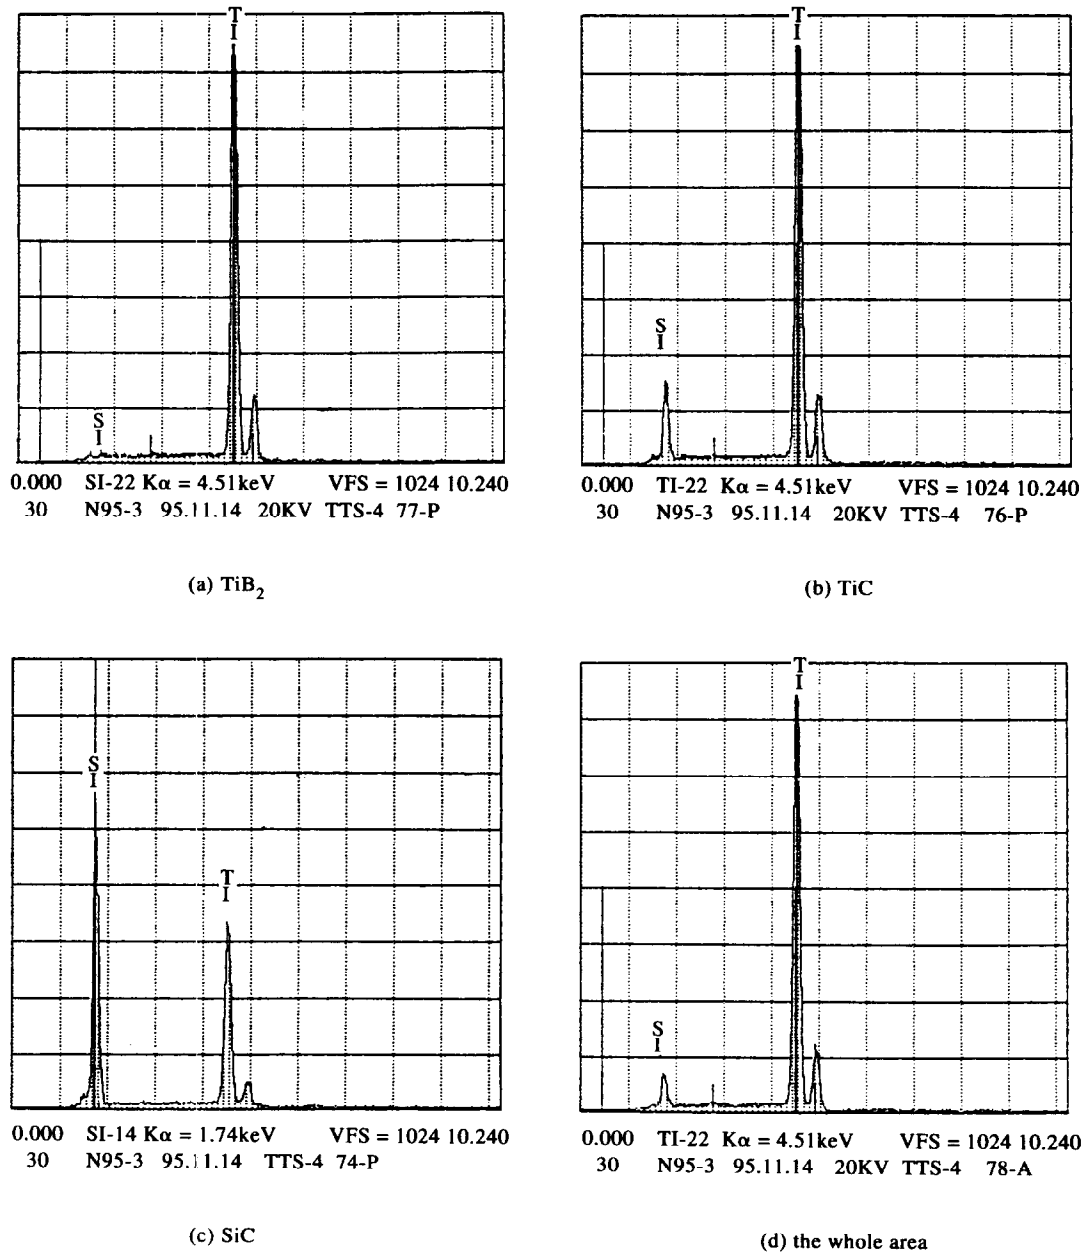 T
I
S
I
0.000 SI-22 Kα = 4.51keV VFS = 1024 10.240
30 N95-3 95.11.14 20KV TTS-4 77-P
(a) TiB2
T
I
S
I
0.000 TI-22 Kα = 4.51keV VFS = 1024 10.240
30 N95-3 95.11.14 20KV TTS-4 76-P
(b) TiC
S
I
T
I
0.000 SI-14 Kα = 1.74keV VFS = 1024 10.240
30 N95-3 95.11.14 TTS-4 74-P
(c) SiC
T
I
S
I
0.000 TI-22 Kα = 4.51keV VFS = 1024 10.240
30 N95-3 95.11.14 20KV TTS-4 78-A
(d) the whole area